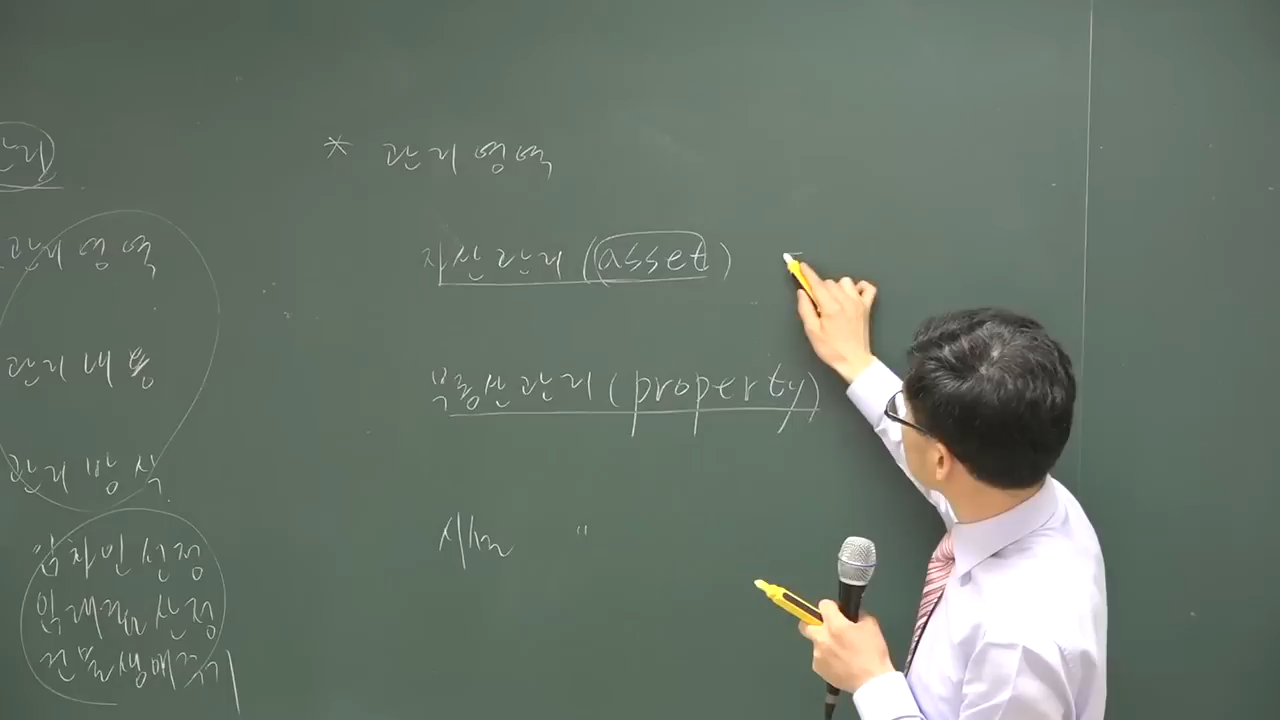 관리
관리영역
관리내용
관리방식
임차인선정
임대료산정
건물생애주기
* 관리영역
자산관리 (asset)
부동산관리 (property)
시설 "